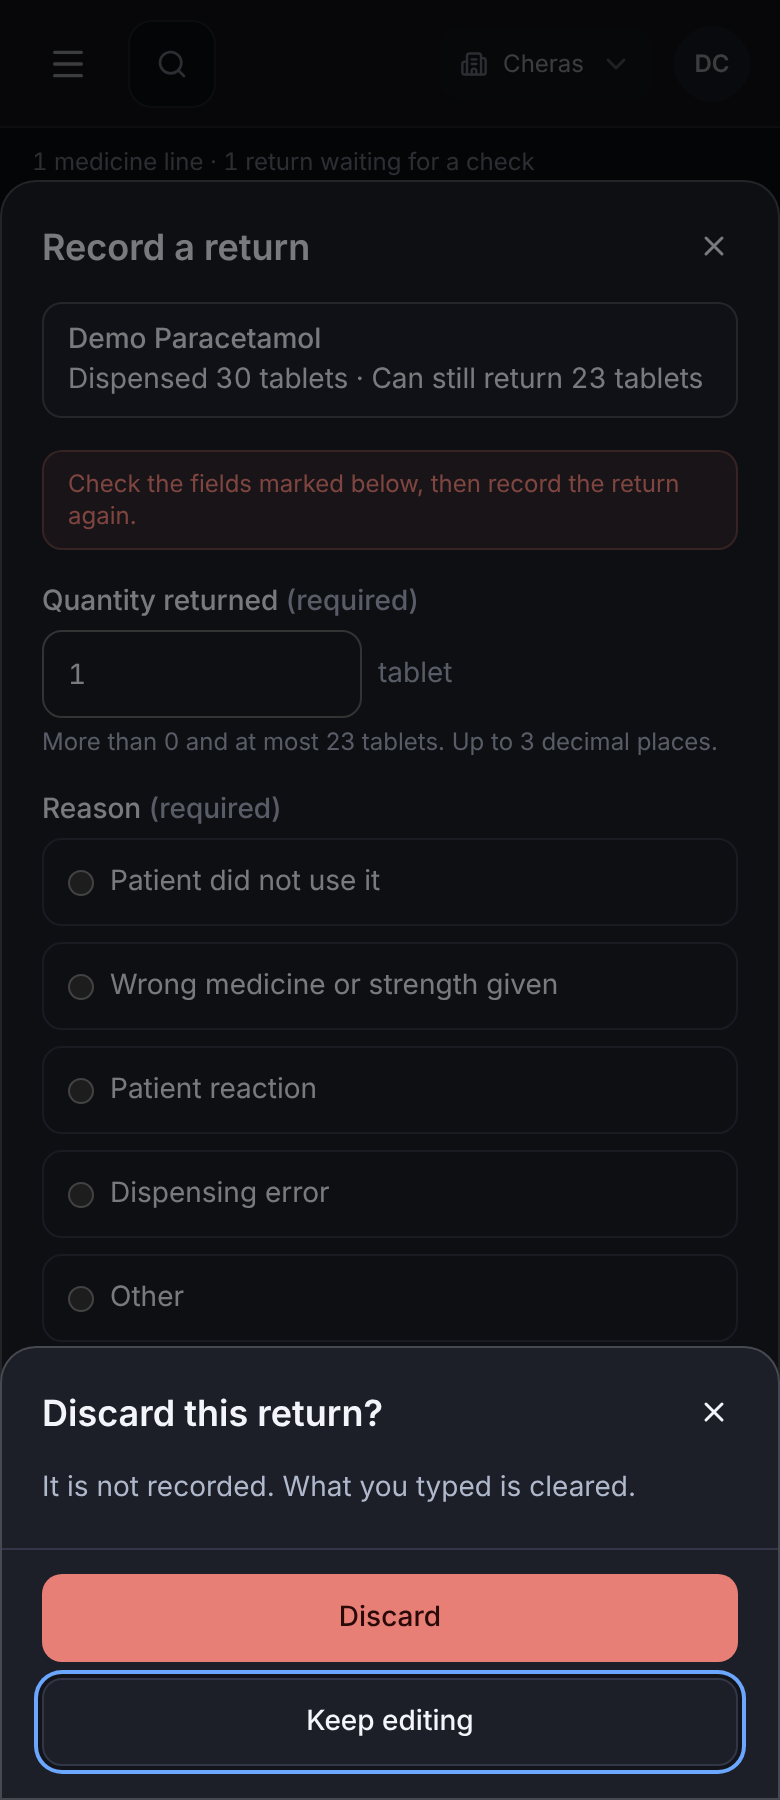 Cheras
DC
1 medicine line · 1 return waiting for a check
Record a return
Demo Paracetamol
Dispensed 30 tablets · Can still return 23 tablets
Check the fields marked below, then record the return
again.
Quantity returned (required)
1 tablet
More than 0 and at most 23 tablets. Up to 3 decimal places.
Reason (required)
Patient did not use it
Wrong medicine or strength given
Patient reaction
Dispensing error
Other
Discard this return?
It is not recorded. What you typed is cleared.
Discard
Keep editing